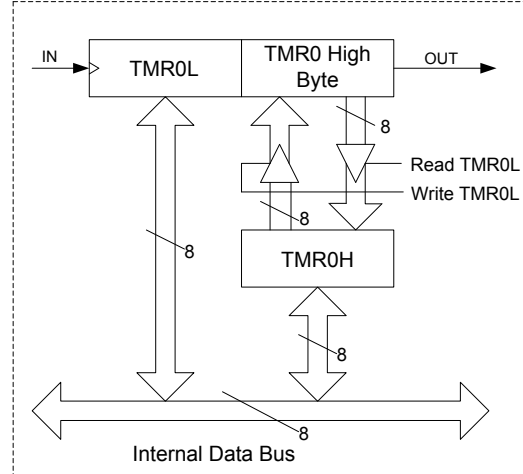 IN
TMR0L
TMR0 High
Byte
OUT
8
Read TMR0L
Write TMR0L
8
8
TMR0H
8
8
Internal Data Bus